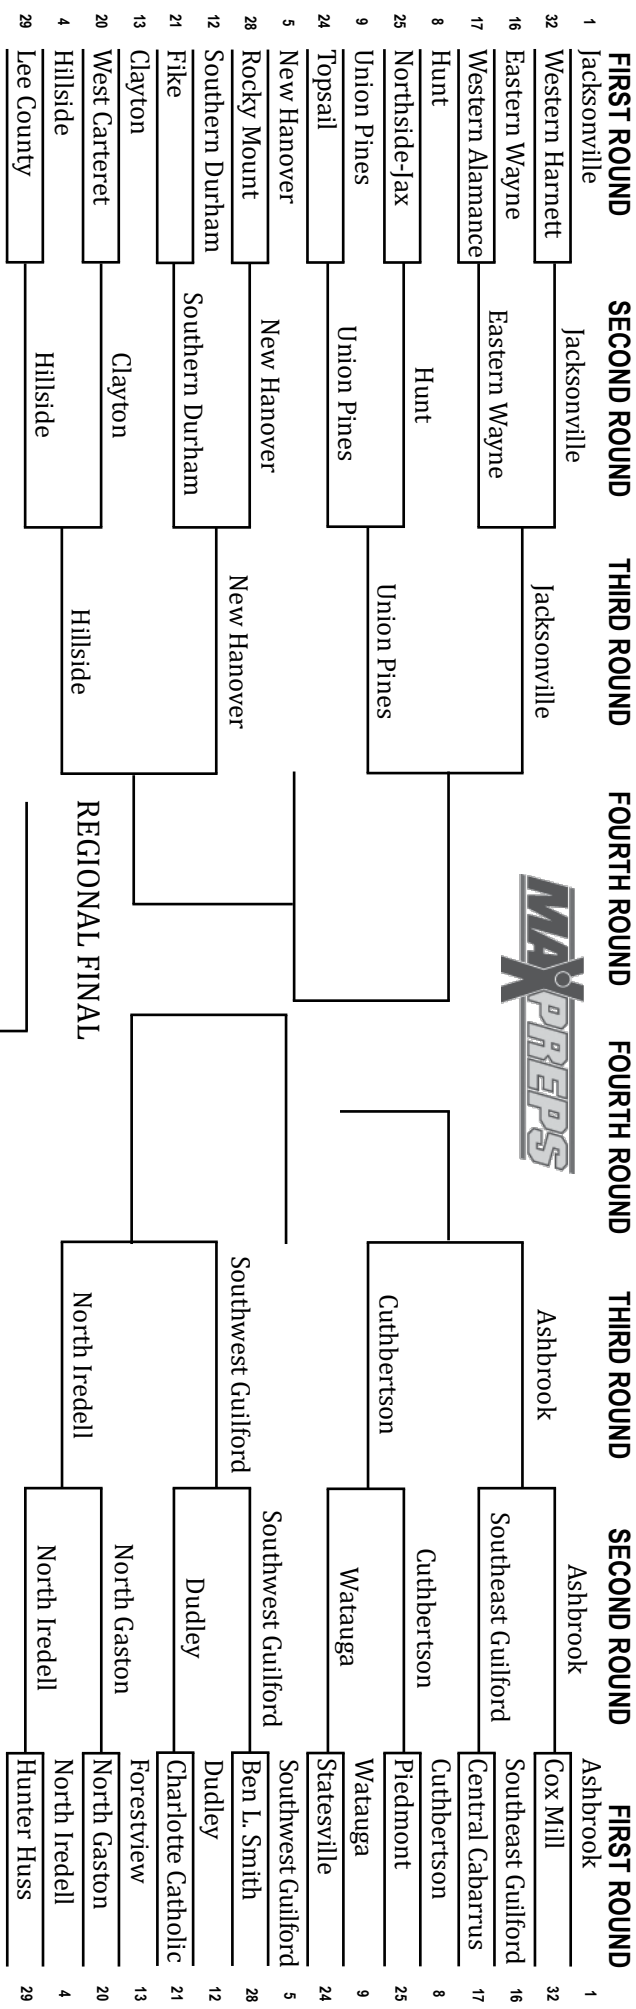 FIRST ROUND
SECOND ROUND
THIRD ROUND
FOURTH ROUND
FOURTH ROUND
THIRD ROUND
SECOND ROUND
FIRST ROUND
1 Jacksonville
32 Western Harnett
16 Eastern Wayne
17 Western Alamance
8 Hunt
25 Northside-Jax
9 Union Pines
24 Topsail
5 New Hanover
28 Rocky Mount
12 Southern Durham
21 Fike
13 Clayton
20 West Carteret
4 Hillside
29 Lee County
Jacksonville
Eastern Wayne
Hunt
Union Pines
New Hanover
Southern Durham
Clayton
Hillside
Jacksonville
Union Pines
New Hanover
Hillside
MAXPREPS
REGIONAL FINAL
Ashbrook
Cuthbertson
Southwest Guilford
North Iredell
Ashbrook
Southeast Guilford
Cuthbertson
Watauga
Southwest Guilford
Dudley
North Gaston
North Iredell
Ashbrook 1
Cox Mill 32
Southeast Guilford 16
Central Cabarrus 17
Cuthbertson 8
Piedmont 25
Watauga 9
Statesville 24
Southwest Guilford 5
Ben L. Smith 28
Dudley 12
Charlotte Catholic 21
Forestview 13
North Gaston 20
North Iredell 4
Hunter Huss 29